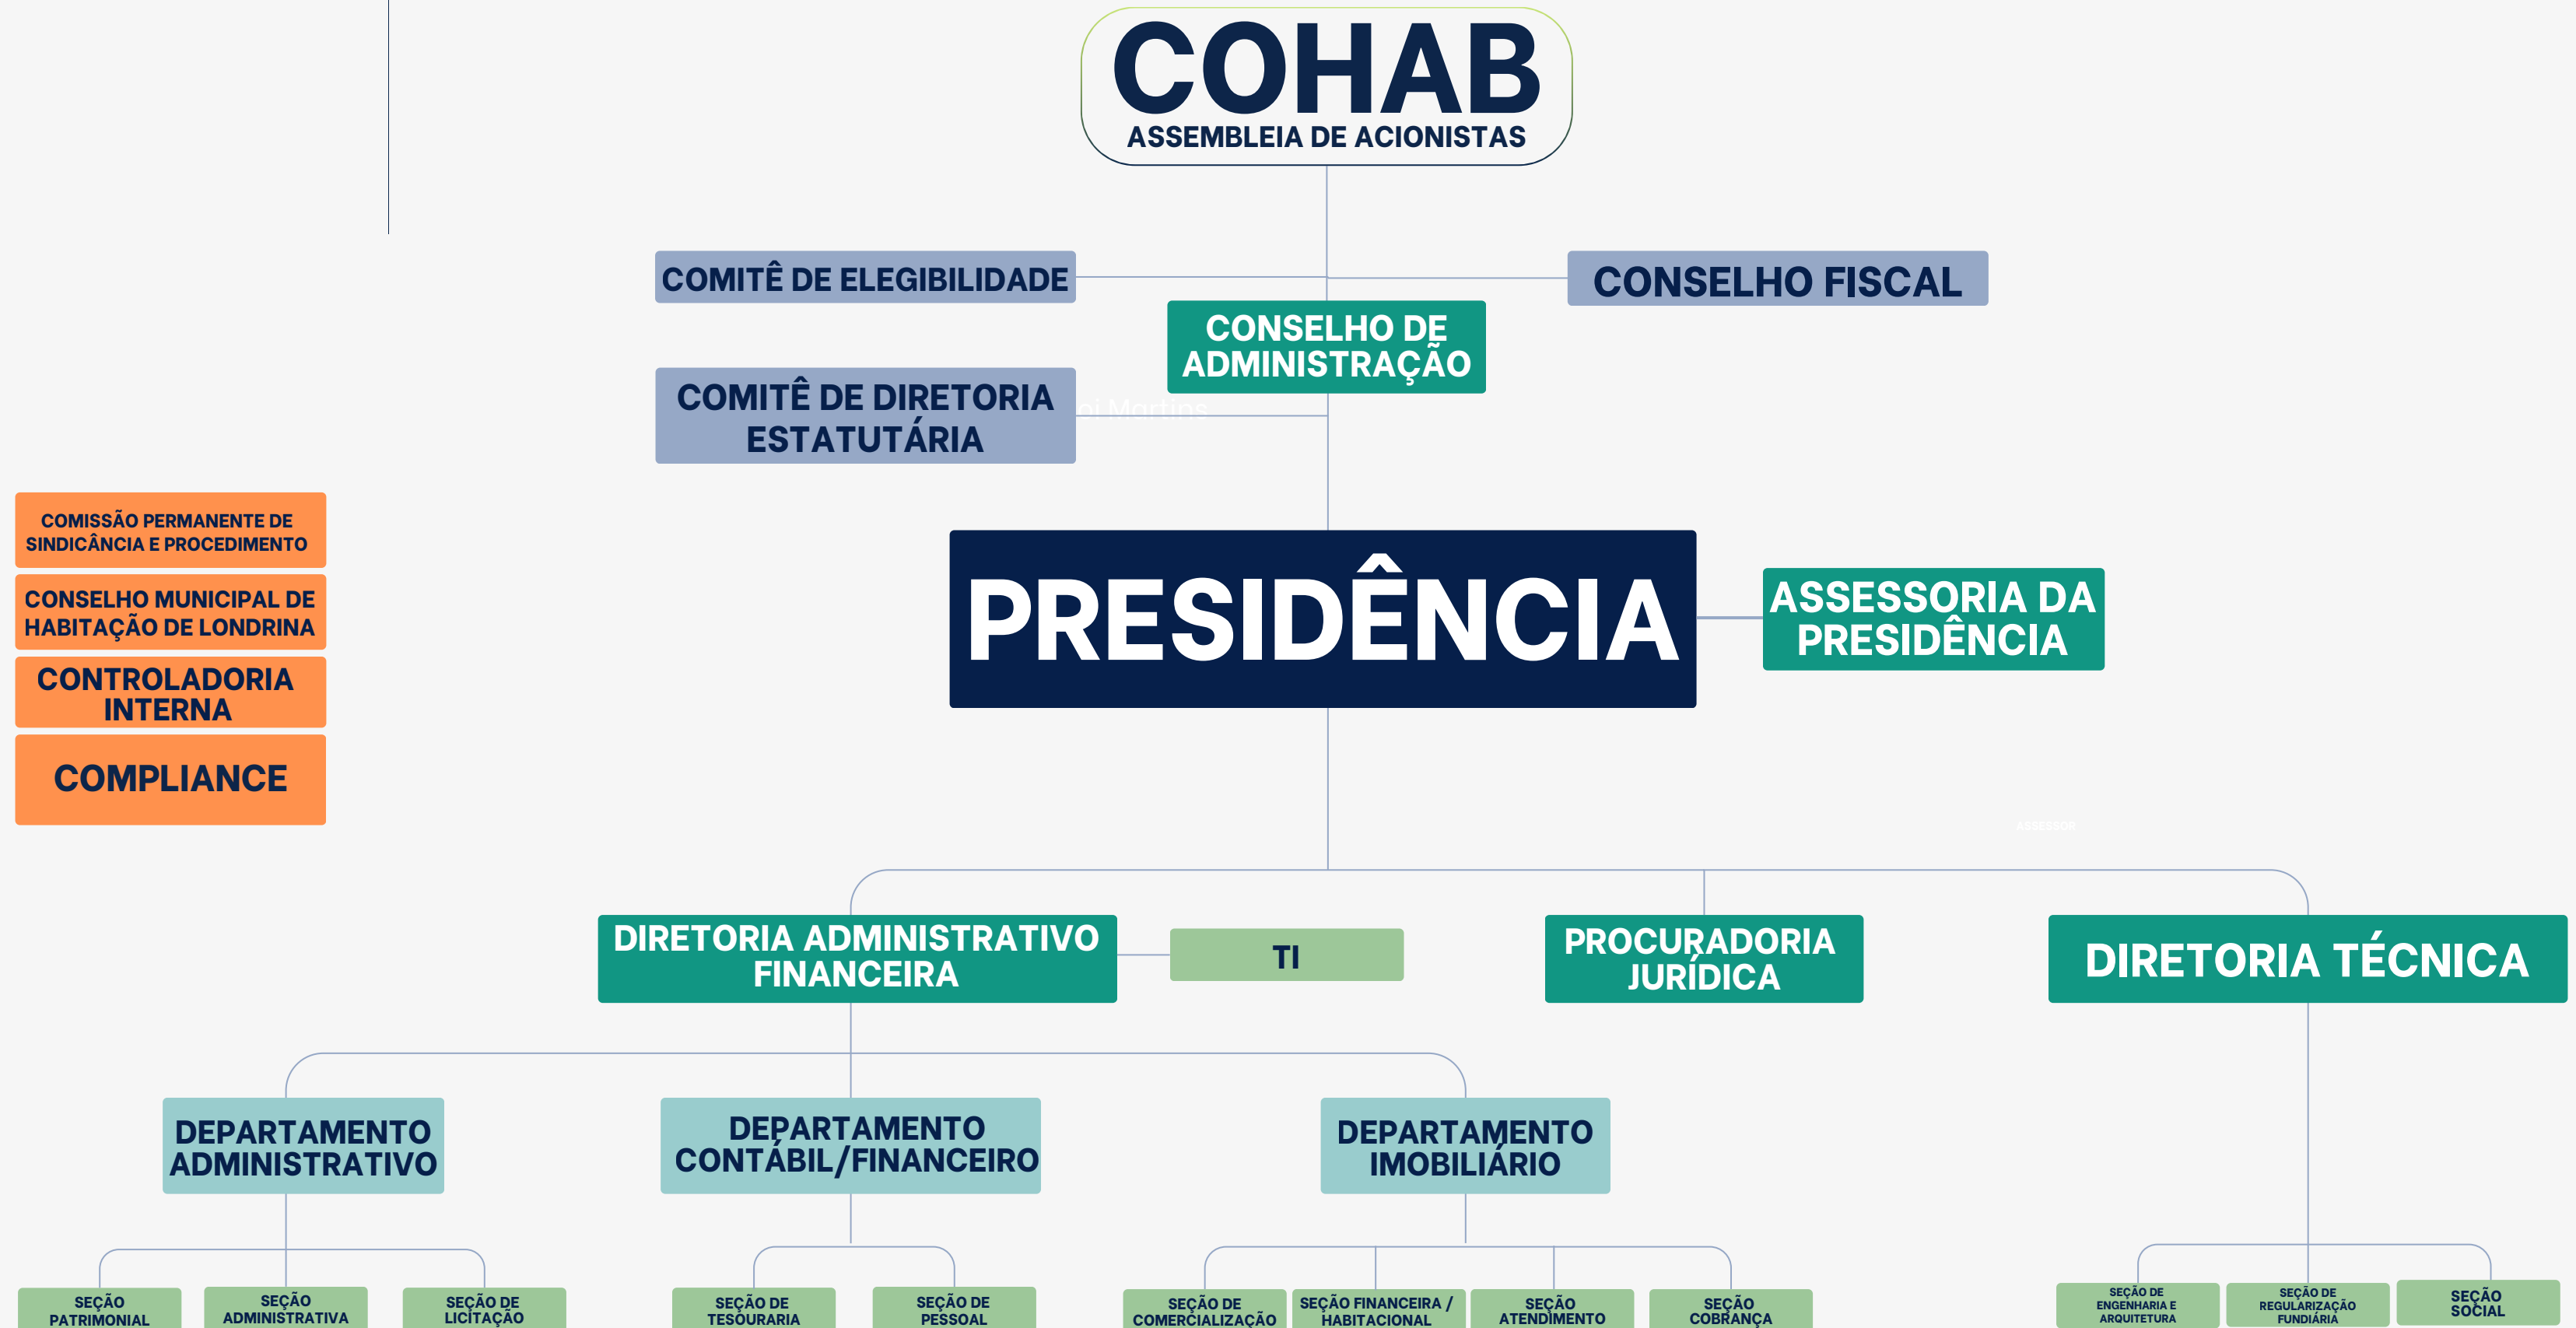 COHAB
ASSEMBLEIA DE ACIONISTAS
COMITÊ DE ELEGIBILIDADE
CONSELHO FISCAL
CONSELHO DE
ADMINISTRAÇÃO
COMITÊ DE DIRETORIA
ESTATUTÁRIA
oi Martins
COMISSÃO PERMANENTE DE
SINDICÂNCIA E PROCEDIMENTO
CONSELHO MUNICIPAL DE
HABITAÇÃO DE LONDRINA
CONTROLADORIA
INTERNA
COMPLIANCE
PRESIDÊNCIA
ASSESSORIA DA
PRESIDÊNCIA
ASSESSOR
DIRETORIA ADMINISTRATIVO
FINANCEIRA
TI
PROCURADORIA
JURÍDICA
DIRETORIA TÉCNICA
DEPARTAMENTO
ADMINISTRATIVO
DEPARTAMENTO
CONTÁBIL/FINANCEIRO
DEPARTAMENTO
IMOBILIÁRIO
SEÇÃO
PATRIMONIAL
SEÇÃO
ADMINISTRATIVA
SEÇÃO DE
LICITAÇÃO
SEÇÃO DE
TESOURARIA
SEÇÃO DE
PESSOAL
SEÇÃO DE
COMERCIALIZAÇÃO
SEÇÃO FINANCEIRA /
HABITACIONAL
SEÇÃO
ATENDIMENTO
SEÇÃO
COBRANÇA
SEÇÃO DE
ENGENHARIA E
ARQUITETURA
SEÇÃO DE
REGULARIZAÇÃO
FUNDIÁRIA
SEÇÃO
SOCIAL